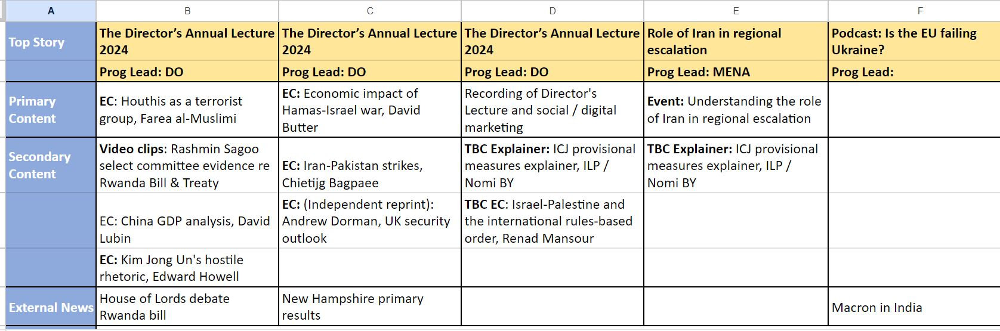 A B C D E F
Top Story
The Director’s Annual Lecture
2024
The Director’s Annual Lecture
2024
The Director’s Annual Lecture
2024
Role of Iran in regional
escalation
Podcast: Is the EU failing
Ukraine?
Prog Lead: DO
Prog Lead: DO
Prog Lead: DO
Prog Lead: MENA
Prog Lead:
Primary
Content
EC: Houthis as a terrorist
group, Farea al-Muslimi
EC: Economic impact of
Hamas-Israel war, David
Butter
Recording of Director's
Lecture and social / digital
marketing
Event: Understanding the role
of Iran in regional escalation
Secondary
Content
Video clips: Rashmin Sagoo
select committee evidence re
Rwanda Bill & Treaty
EC: Iran-Pakistan strikes,
Chietijg Bagpaee
TBC Explainer: ICJ provisional
measures explainer, ILP /
Nomi BY
TBC Explainer: ICJ provisional
measures explainer, ILP /
Nomi BY
EC: China GDP analysis, David
Lubin
EC: (Independent reprint):
Andrew Dorman, UK security
outlook
TBC EC: Israel-Palestine and
the international rules-based
order, Renad Mansour
EC: Kim Jong Un's hostile
rhetoric, Edward Howell
External News
House of Lords debate
Rwanda bill
New Hampshire primary
results
Macron in India